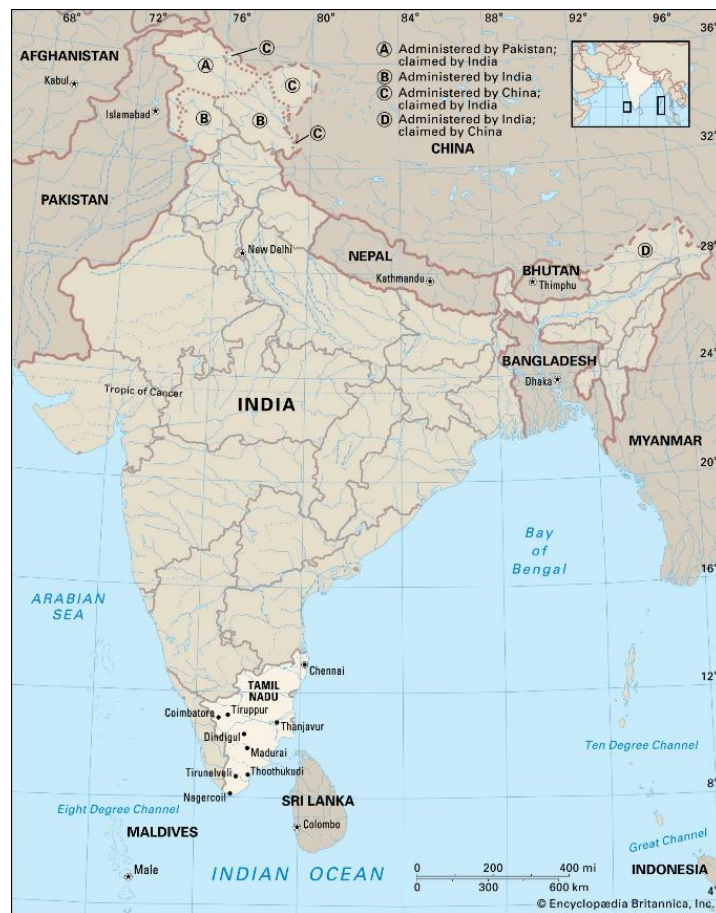 68° 72° 76° 80° 84° 88° 92° 96°
36°
32°
28°
24°
20°
16°
12°
8°
4°
AFGHANISTAN
Kabul
Islamabad
PAKISTAN
C
A
C
B
B
C
A Administered by Pakistan;
claimed by India
B Administered by India
C Administered by China;
claimed by India
D Administered by India;
claimed by China
CHINA
New Delhi
NEPAL
Kathmandu
BHUTAN
Thimphu
D
BANGLADESH
Dhaka
MYANMAR
Tropic of Cancer
INDIA
Bay
of
Bengal
ARABIAN
SEA
Chennai
TAMIL
NADU
Coimbatore
Tiruppur
Thanjavur
Dindigul
Madurai
Tirunelveli
Thoothukudi
Nagercoil
SRI LANKA
Colombo
Ten Degree Channel
Eight Degree Channel
MALDIVES
Male
INDIAN OCEAN
Great Channel
INDONESIA
0 200 400 mi
0 300 600 km
© Encyclopædia Britannica, Inc.